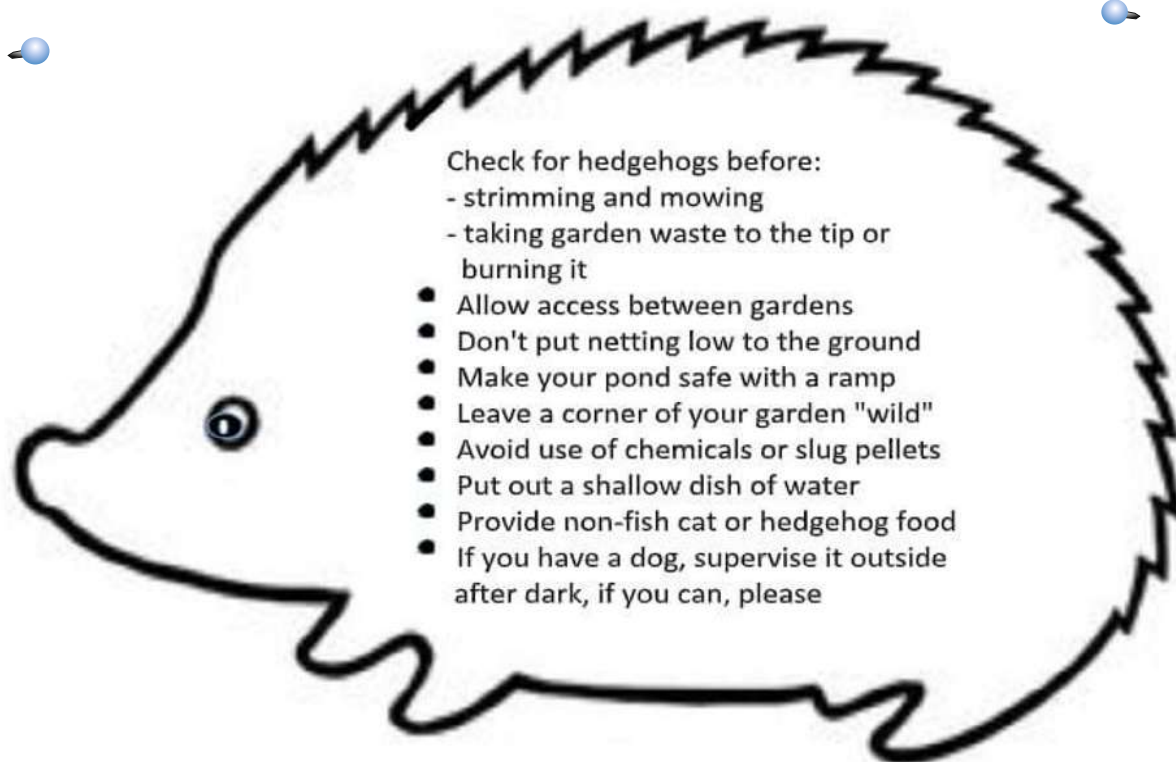 Check for hedgehogs before:
- strimming and mowing
- taking garden waste to the tip or
burning it
• Allow access between gardens
• Don't put netting low to the ground
• Make your pond safe with a ramp
• Leave a corner of your garden "wild"
• Avoid use of chemicals or slug pellets
• Put out a shallow dish of water
• Provide non-fish cat or hedgehog food
• If you have a dog, supervise it outside
after dark, if you can, please